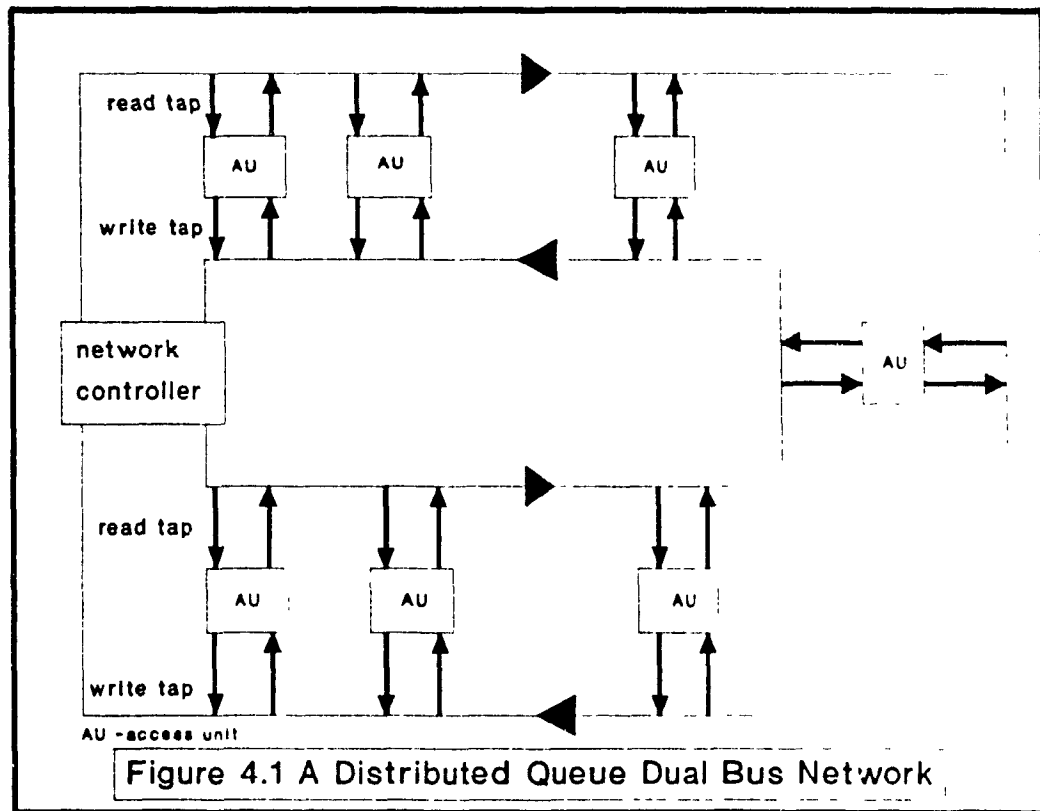 read tap
AU
AU
AU
write tap
network
controller
AU
read tap
AU
AU
AU
write tap
AU -access unit
Figure 4.1 A Distributed Queue Dual Bus Network